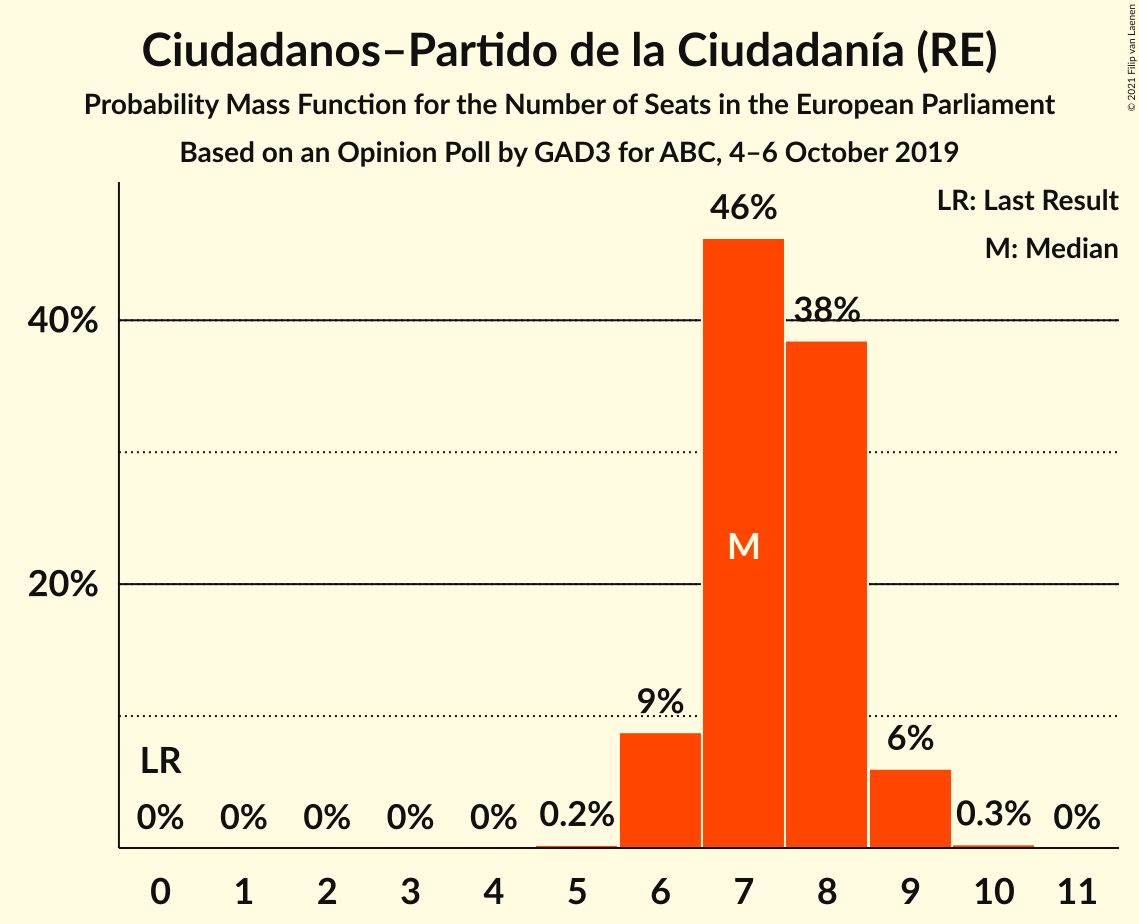 Ciudadanos–Partido de la Ciudadanía (RE)
Probability Mass Function for the Number of Seats in the European Parliament
Based on an Opinion Poll by GAD3 for ABC, 4–6 October 2019
© 2021 Filip van Laenen
LR: Last Result
M: Median
46%
38%
40%
M
20%
9%
6%
LR
0% 0% 0% 0% 0% 0.2% 0.3% 0%
0 1 2 3 4 5 6 7 8 9 10 11